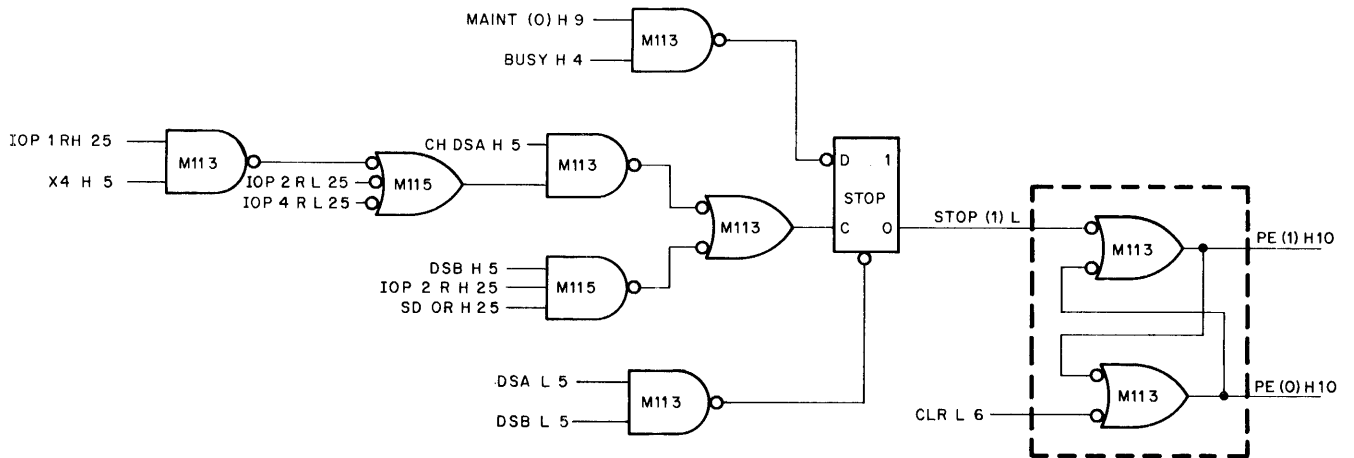 MAINT (0) H 9
M113
BUSY H 4
IOP 1 RH 25
M113
X4 H 5
IOP 2 R L 25
IOP 4 R L 25
M115
CH DSA H 5
M113
M113
DSB H 5
IOP 2 R H 25
SD OR H 25
M115
D 1
STOP
C 0
STOP (1) L
M113
PE (1) H10
DSA L 5
M113
DSB L 5
CLR L 6
M113
PE (0) H10